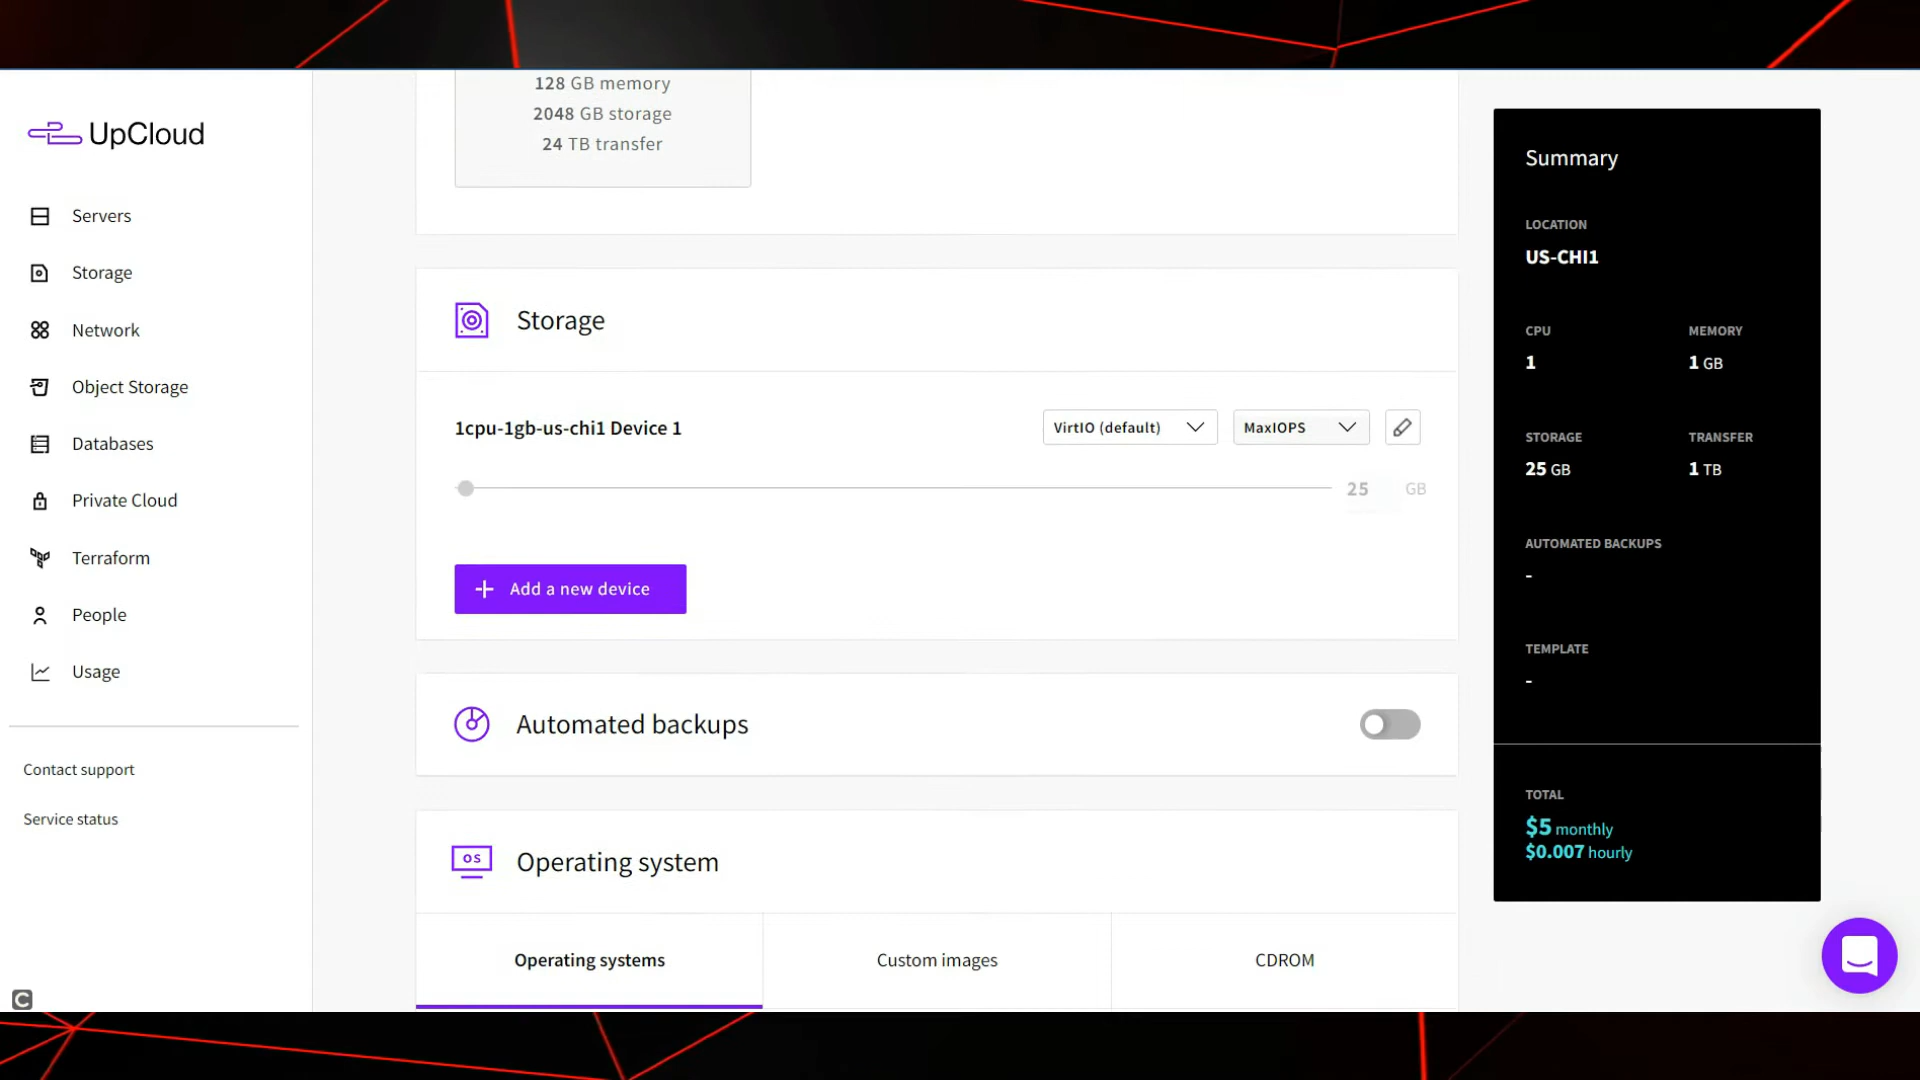 UpCloud
Servers
Storage
Network
Object Storage
Databases
Private Cloud
Terraform
People
Usage
Contact support
Service status
C
128 GB memory
2048 GB storage
24 TB transfer
Storage
1cpu-1gb-us-chi1 Device 1
VirtIO (default)
MaxIOPS
25 GB
+ Add a new device
Automated backups
OS
Operating system
Operating systems
Custom images
CDROM
Summary
LOCATION
US-CHI1
CPU MEMORY
1 1 GB
STORAGE TRANSFER
25 GB 1 TB
AUTOMATED BACKUPS
-
TEMPLATE
-
TOTAL
$5 monthly
$0.007 hourly